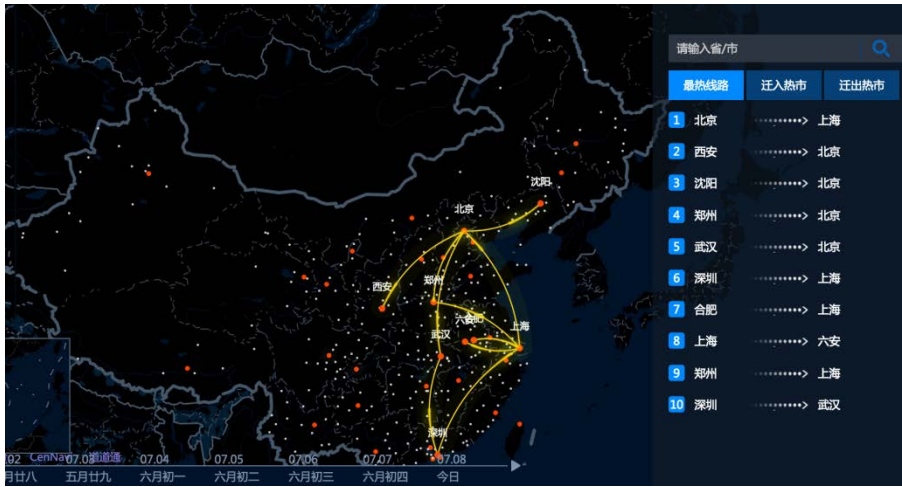 请输入省/市
最热线路 迁入热市 迁出热市
1 北京 上海
2 西安 北京
3 沈阳 北京
4 郑州 北京
5 武汉 北京
6 深圳 上海
7 合肥 上海
8 上海 六安
9 郑州 上海
10 深圳 武汉
沈阳
北京
西安
郑州
六安
合肥
上海
武汉
深圳
.02 07.03 07.04 07.05 07.06 07.07 07.08
月廿八 五月廿九 六月初一 六月初二 六月初三 六月初四 今日